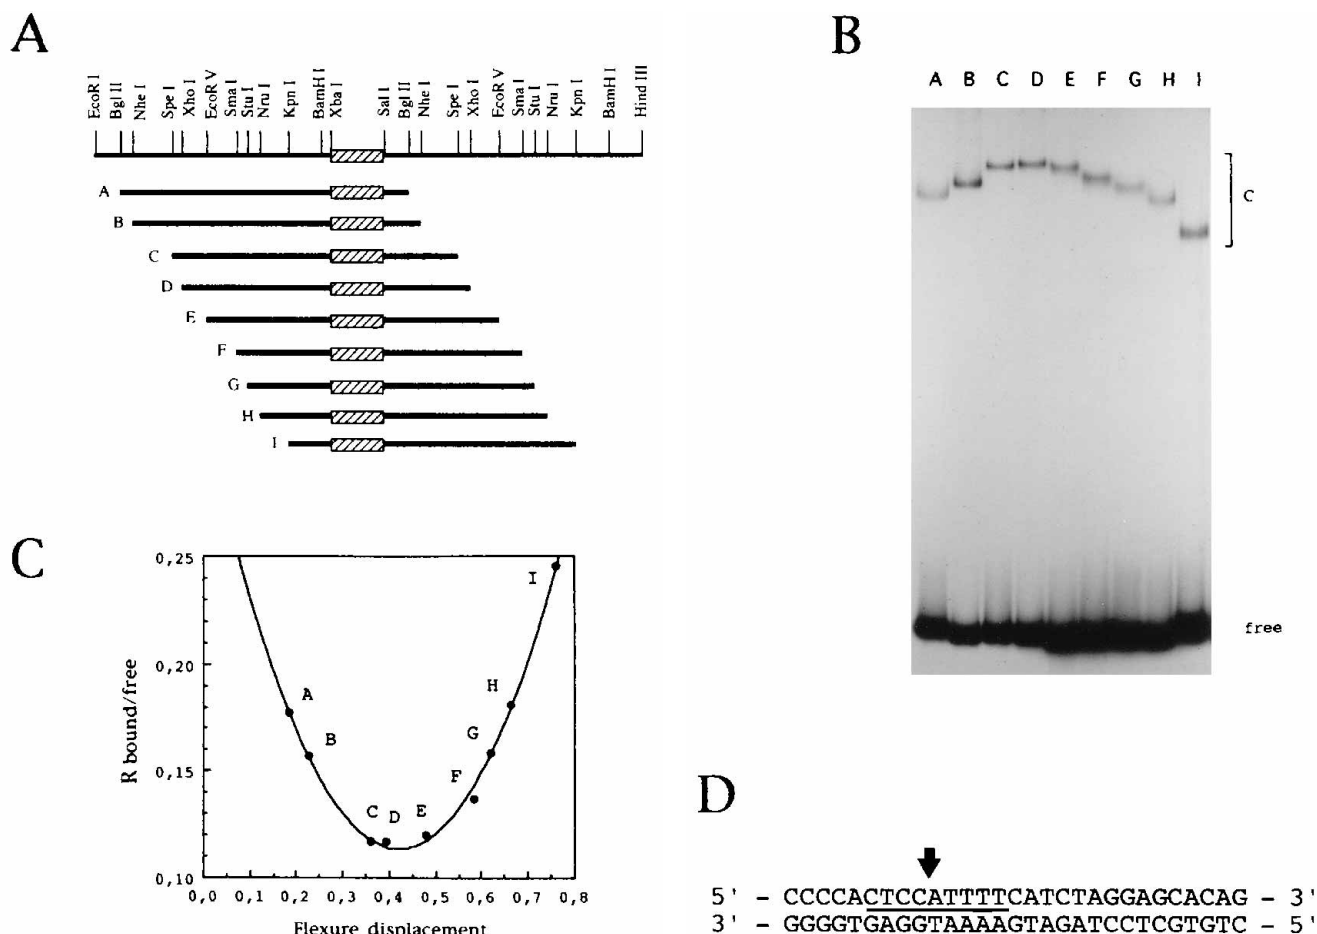 A
EcoR I
Bgl II
Nhe I
Spe I
Xho I
EcoR V
Sma I
Stu I
Nru I
Kpn I
BamH I
Xba I
Sal I
Bgl II
Nhe I
Spe I
Xho I
EcoR V
Sma I
Stu I
Nru I
Kpn I
BamH I
Hind III
A
B
C
D
E
F
G
H
I
B
A B C D E F G H I
C
free
C
R bound/free
0,25
0,20
0,15
0,10
A
B
C
D
E
F
G
H
I
0,0 0,1 0,2 0,3 0,4 0,5 0,6 0,7 0,8
Flexure displacement
D
5' - CCCCACTCCATTTTCATCTAGGAGCACAG - 3'
3' - GGGGTGAGGTAAAAGTAGATCCTCGTGTC - 5'